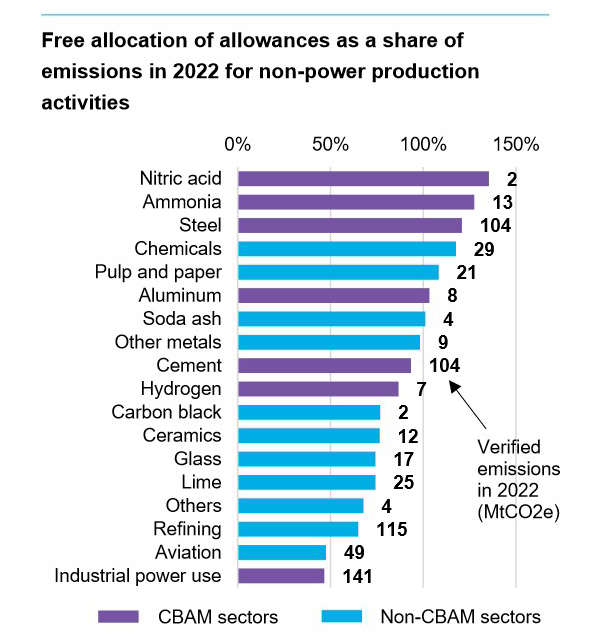 Free allocation of allowances as a share of
emissions in 2022 for non-power production
activities
0% 50% 100% 150%
Nitric acid 2
Ammonia 13
Steel 104
Chemicals 29
Pulp and paper 21
Aluminum 8
Soda ash 4
Other metals 9
Cement 104
Hydrogen 7
Carbon black 2
Ceramics 12
Glass 17
Lime 25
Others 4
Refining 115
Aviation 49
Industrial power use 141
Verified
emissions
in 2022
(MtCO2e)
CBAM sectors Non-CBAM sectors